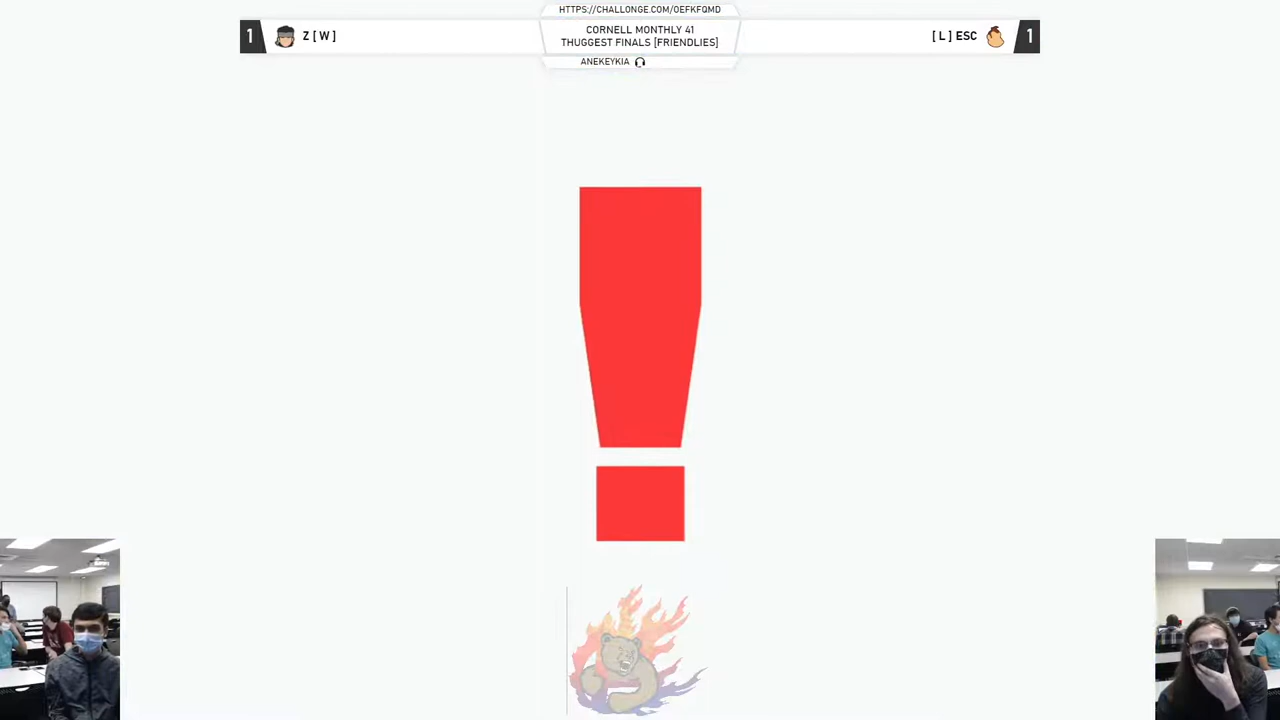 HTTPS://CHALLONGE.COM/OEFKFQMD
1 Z [ W ]
CORNELL MONTHLY 41
THUGGEST FINALS [FRIENDLIES]
[ L ] ESC 1
ANEKEYKIA
!